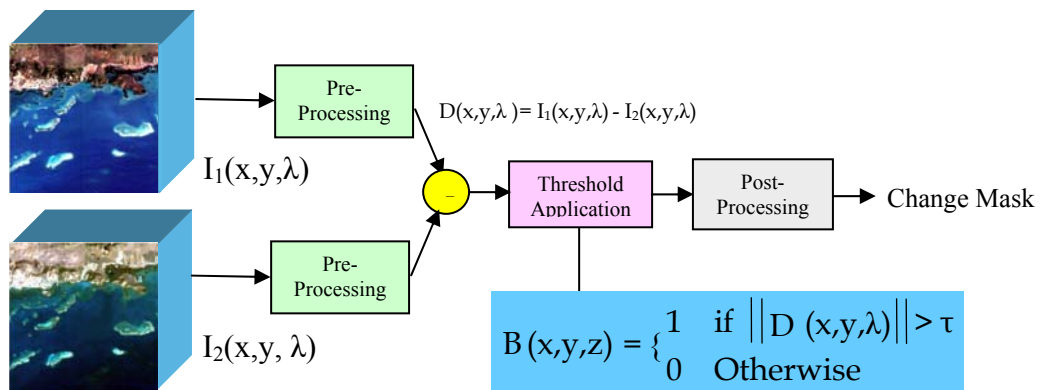 I₁(x,y,λ)
Pre-
Processing
D(x,y,λ) = I₁(x,y,λ) - I₂(x,y,λ)
I₂(x,y, λ)
Pre-
Processing
–
Threshold
Application
Post-
Processing
Change Mask
B(x,y,z) = { 1 if ||D (x,y,λ)|| > τ
0 Otherwise